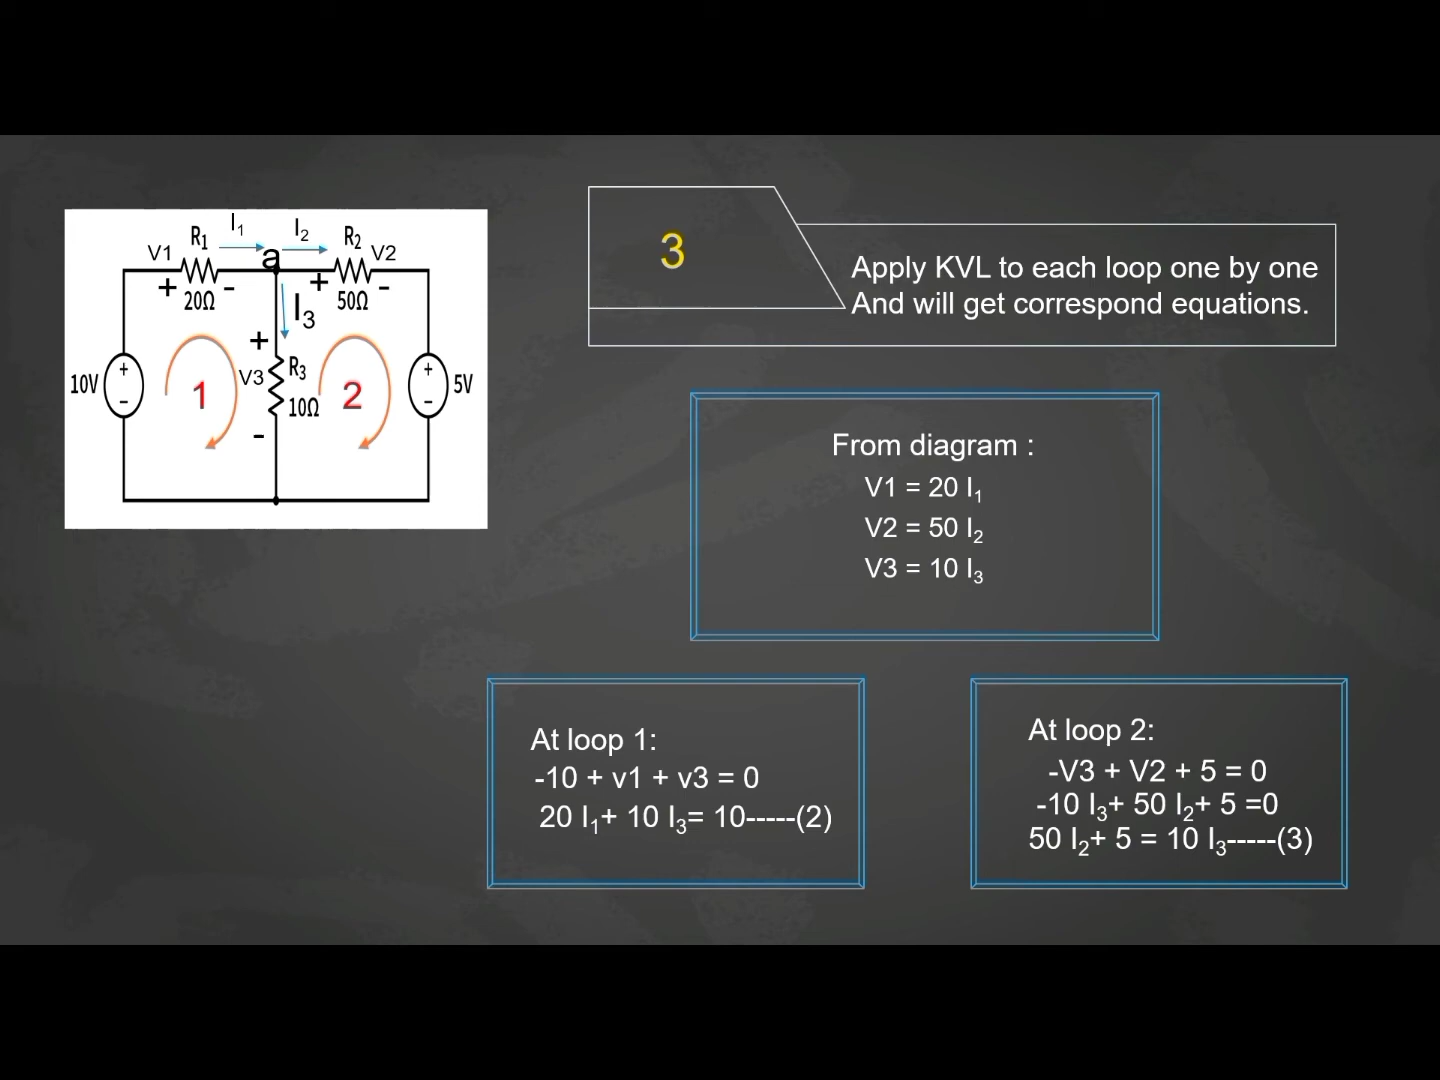 3
Apply KVL to each loop one by one
And will get correspond equations.
R₁ I₁ I₂ R₂
V1 a V2
+ 20Ω - + 50Ω -
I₃
+
10V + - 1 V3 R₃ 10Ω 2 + - 5V
-
From diagram :
V1 = 20 I₁
V2 = 50 I₂
V3 = 10 I₃
At loop 1:
-10 + v1 + v3 = 0
20 I₁+ 10 I₃= 10-----(2)
At loop 2:
-V3 + V2 + 5 = 0
-10 I₃+ 50 I₂+ 5 =0
50 I₂+ 5 = 10 I₃-----(3)